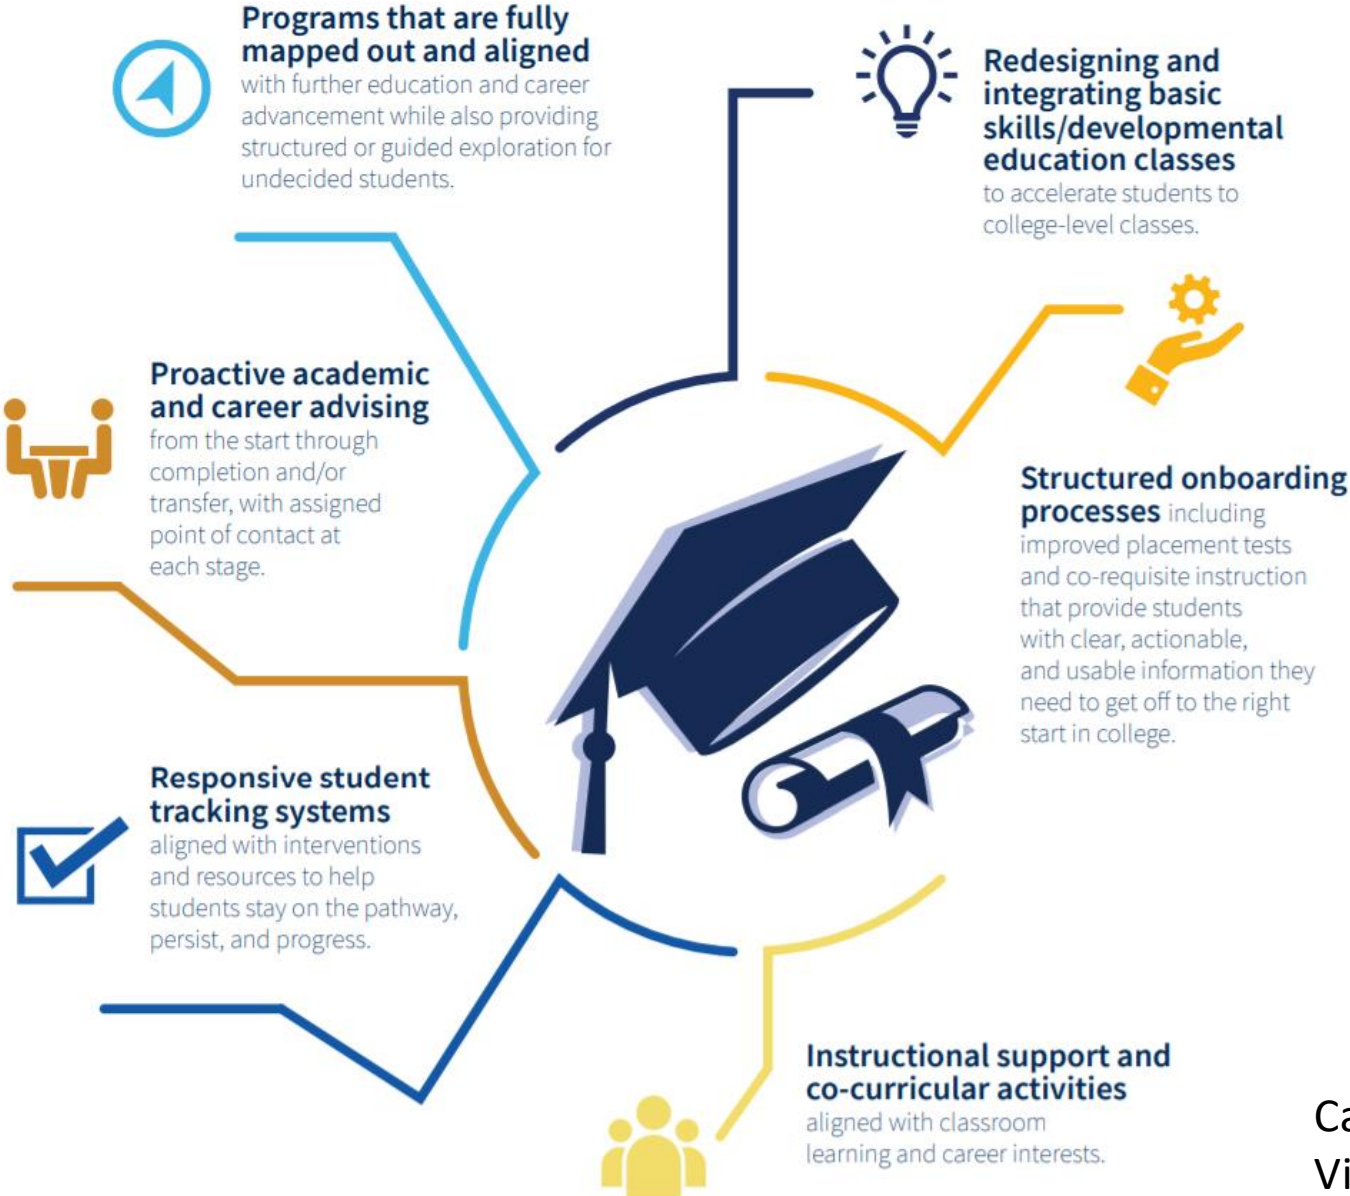 Programs that are fully
mapped out and aligned
with further education and career
advancement while also providing
structured or guided exploration for
undecided students.
Redesigning and
integrating basic
skills/developmental
education classes
to accelerate students to
college-level classes.
Proactive academic
and career advising
from the start through
completion and/or
transfer, with assigned
point of contact at
each stage.
Structured onboarding
processes including
improved placement tests
and co-requisite instruction
that provide students
with clear, actionable,
and usable information they
need to get off to the right
start in college.
Responsive student
tracking systems
aligned with interventions
and resources to help
students stay on the pathway,
persist, and progress.
Instructional support and
co-curricular activities
aligned with classroom
learning and career interests.